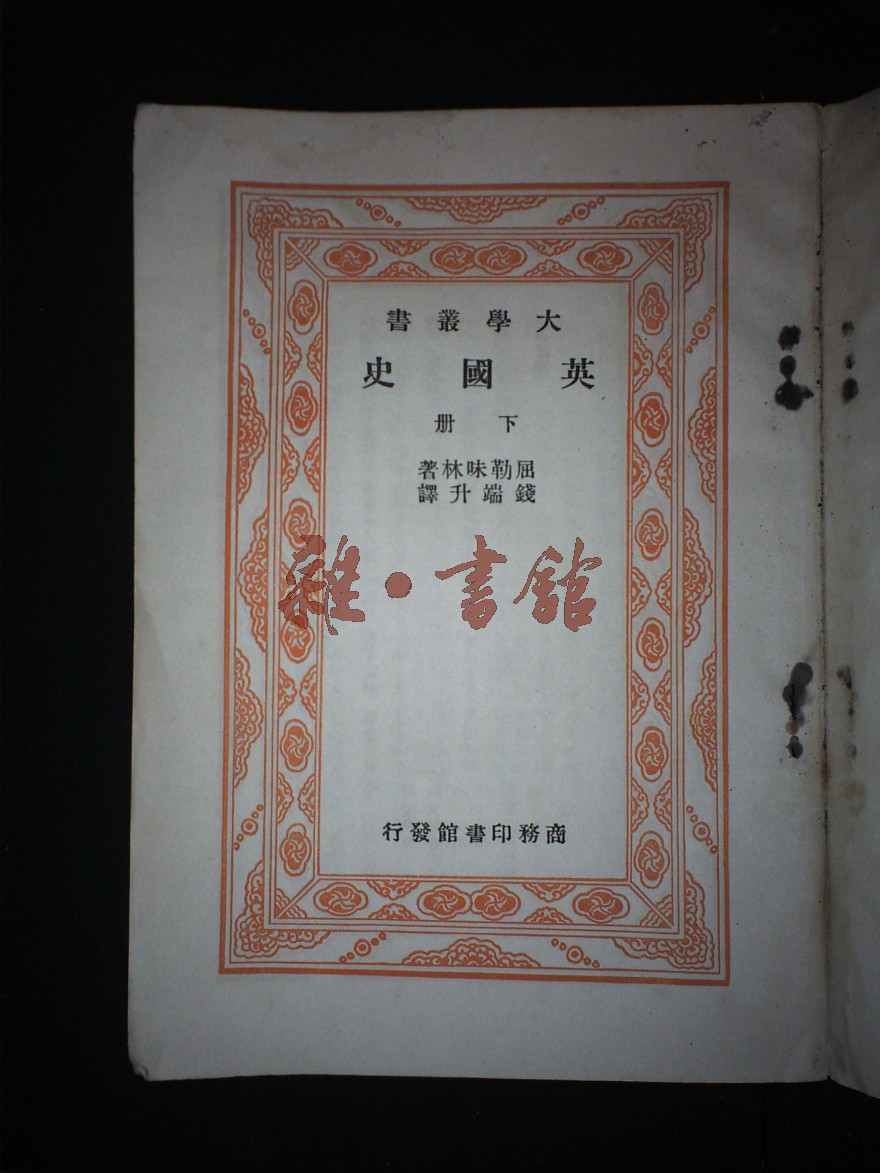 大學叢書
英國史
下册
屈勒味林著
錢端升譯
雜·書館
商務印書館發行